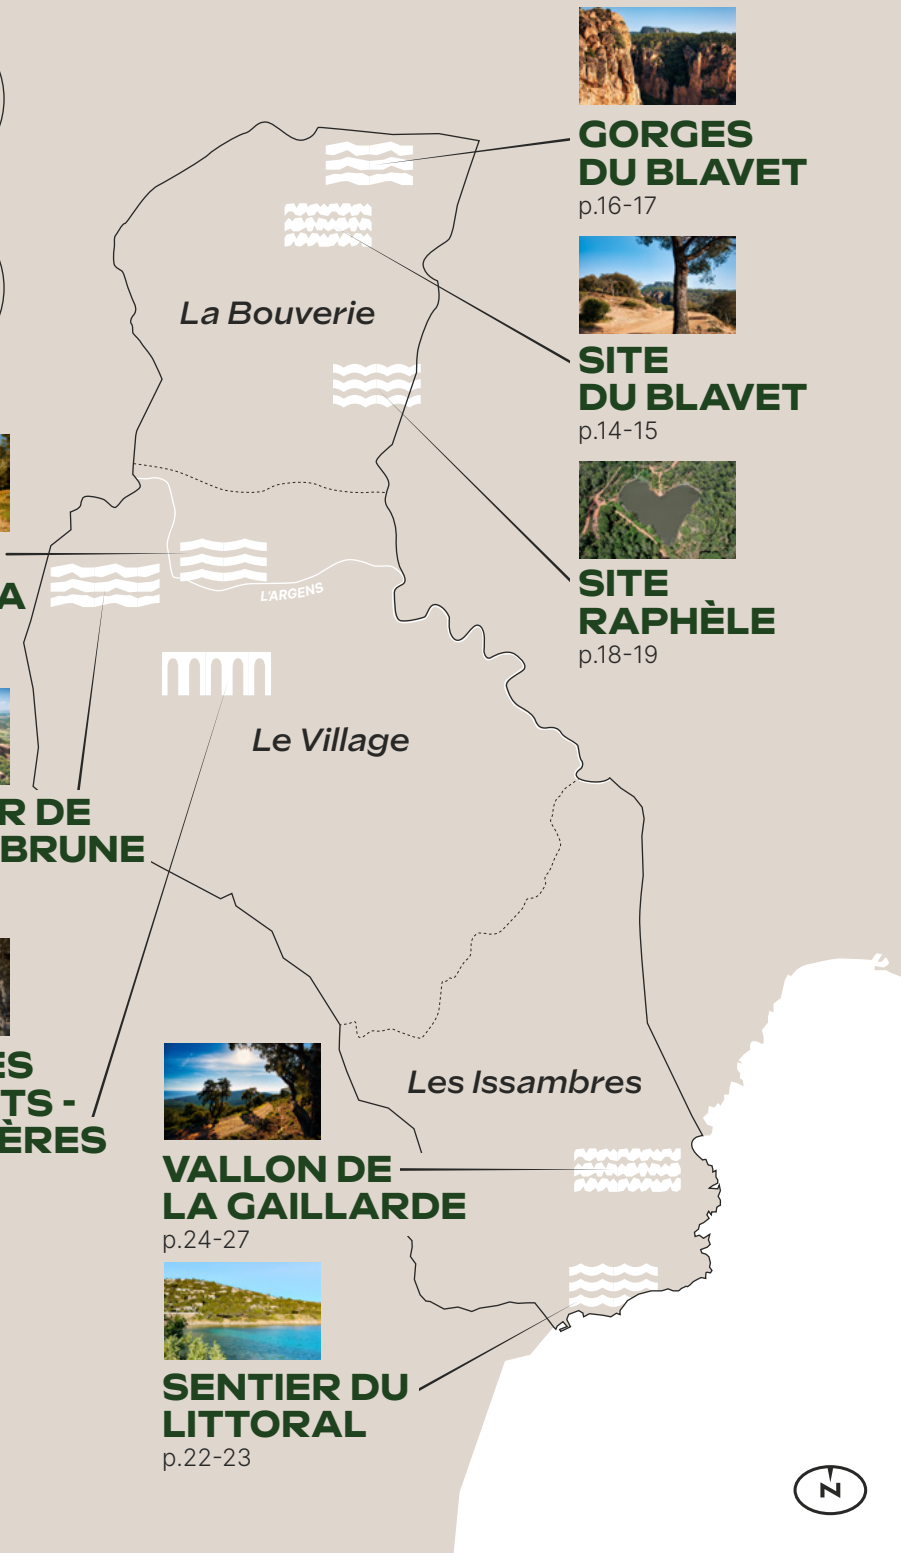 GORGES
DU BLAVET
p.16-17
La Bouverie
SITE
DU BLAVET
p.14-15
SITE
RAPHÈLE
p.18-19
L'ARGENS
A
Le Village
R DE
BRUNE
ES
TS -
ÈRES
Les Issambres
VALLON DE
LA GAILLARDE
p.24-27
SENTIER DU
LITTORAL
p.22-23
N